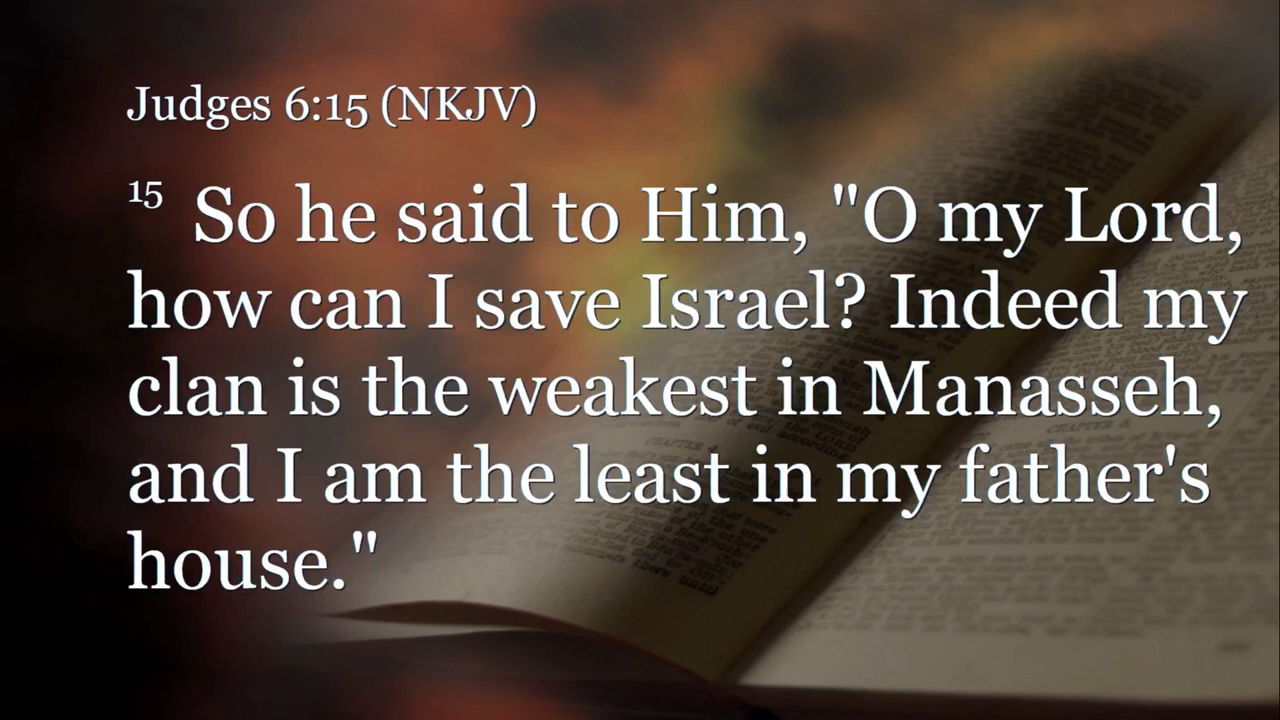 Judges 6:15 (NKJV)
15 So he said to Him, "O my Lord,
how can I save Israel? Indeed my
clan is the weakest in Manasseh,
and I am the least in my father's
house."